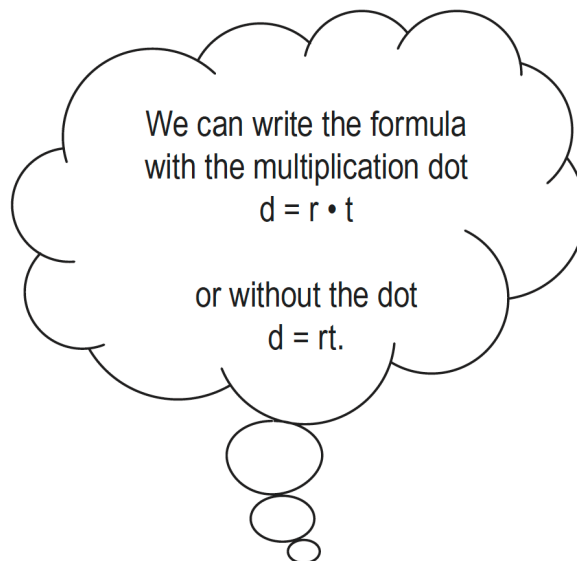 We can write the formula
with the multiplication dot
d = r • t
or without the dot
d = rt.